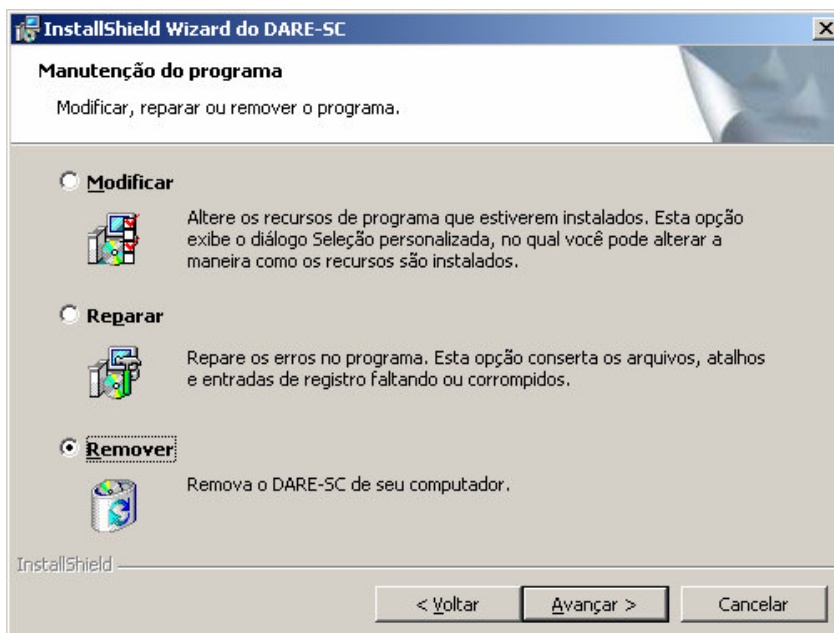 InstallShield Wizard do DARE-SC
Manutenção do programa
Modificar, reparar ou remover o programa.
Modificar
Altere os recursos de programa que estiverem instalados. Esta opção
exibe o diálogo Seleção personalizada, no qual você pode alterar a
maneira como os recursos são instalados.
Reparar
Repare os erros no programa. Esta opção conserta os arquivos, atalhos
e entradas de registro faltando ou corrompidos.
Remover
Remova o DARE-SC de seu computador.
InstallShield
< Voltar Avançar > Cancelar